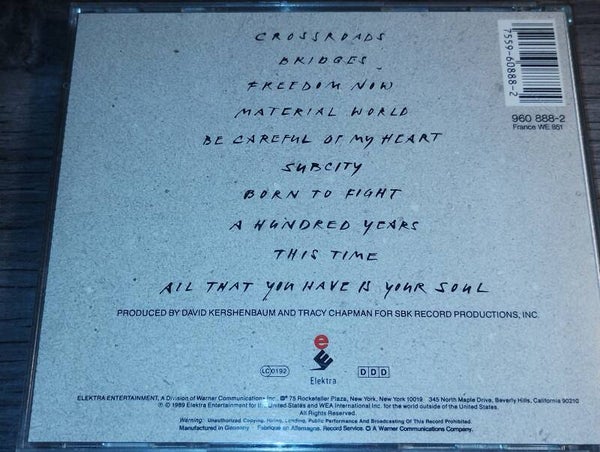 CROSSROADS
BRIDGES
FREEDOM NOW
MATERIAL WORLD
BE CAREFUL OF MY HEART
SUBCITY
BORN TO FIGHT
A HUNDRED YEARS
THIS TIME
ALL THAT YOU HAVE IS YOUR SOUL
7559-60888-2
960 888-2
France WE 851
PRODUCED BY DAVID KERSHENBAUM AND TRACY CHAPMAN FOR SBK RECORD PRODUCTIONS, INC.
LC 0192
e
Elektra
DDD
ELEKTRA ENTERTAINMENT, A Division of Warner Communications Inc. 75 Rockefeller Plaza, New York, New York 10019 345 North Maple Drive, Beverly Hills, California 90210
℗ © 1989 Elektra Entertainment for the United States and WEA International Inc. for the world outside of the United States.
All Rights Reserved.
Warning: Unauthorized Copying, Hiring, Lending, Public Performance And Broadcasting Of This Record Prohibited.
Manufactured in Germany Fabriqué en Allemagne. Record Service. A Warner Communications Company.